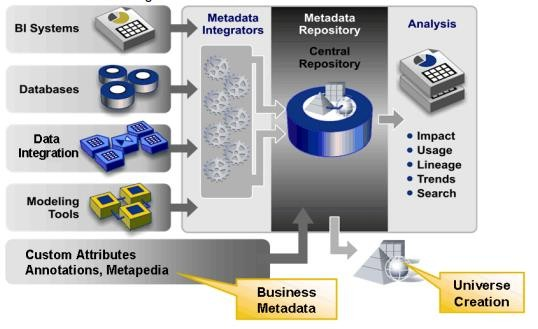 BI Systems
Databases
Data
Integration
Modeling
Tools
Metadata
Integrators
Metadata
Repository
Central
Repository
Analysis
• Impact
• Usage
• Lineage
• Trends
• Search
Custom Attributes
Annotations, Metapedia
Business
Metadata
Universe
Creation